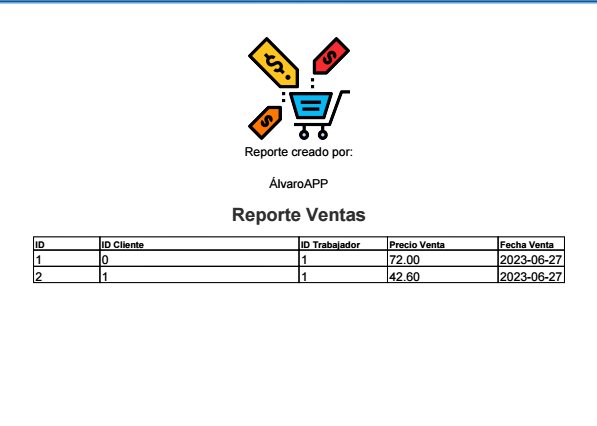 Reporte creado por:
ÁlvaroAPP
Reporte Ventas
ID ID Cliente ID Trabajador Precio Venta Fecha Venta
1 0 1 72.00 2023-06-27
2 1 1 42.60 2023-06-27